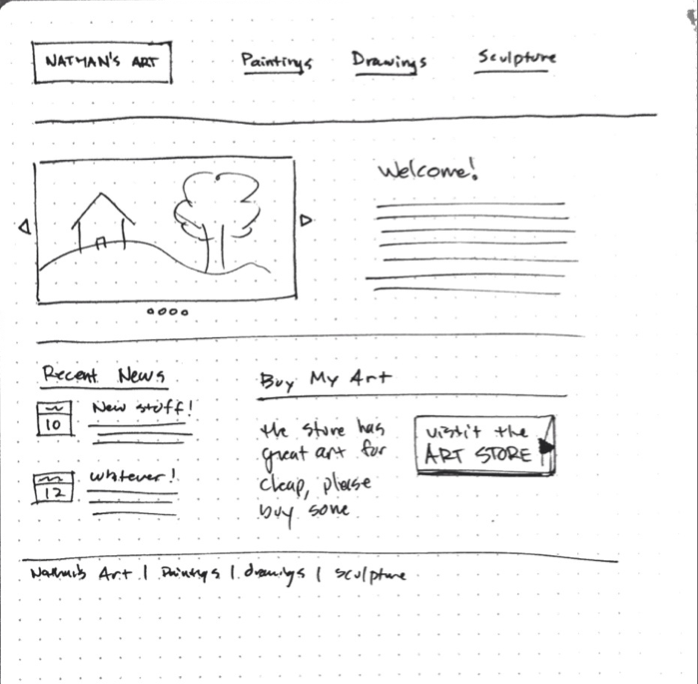 NATHAN'S ART
Paintings
Drawings
Sculpture
Welcome!
Recent News
10
New stuff!
12
Whatever!
Buy My Art
the store has
great art for
cheap, please
buy some
visit the
ART STORE
Nathan's Art | Paintings | drawings | sculpture